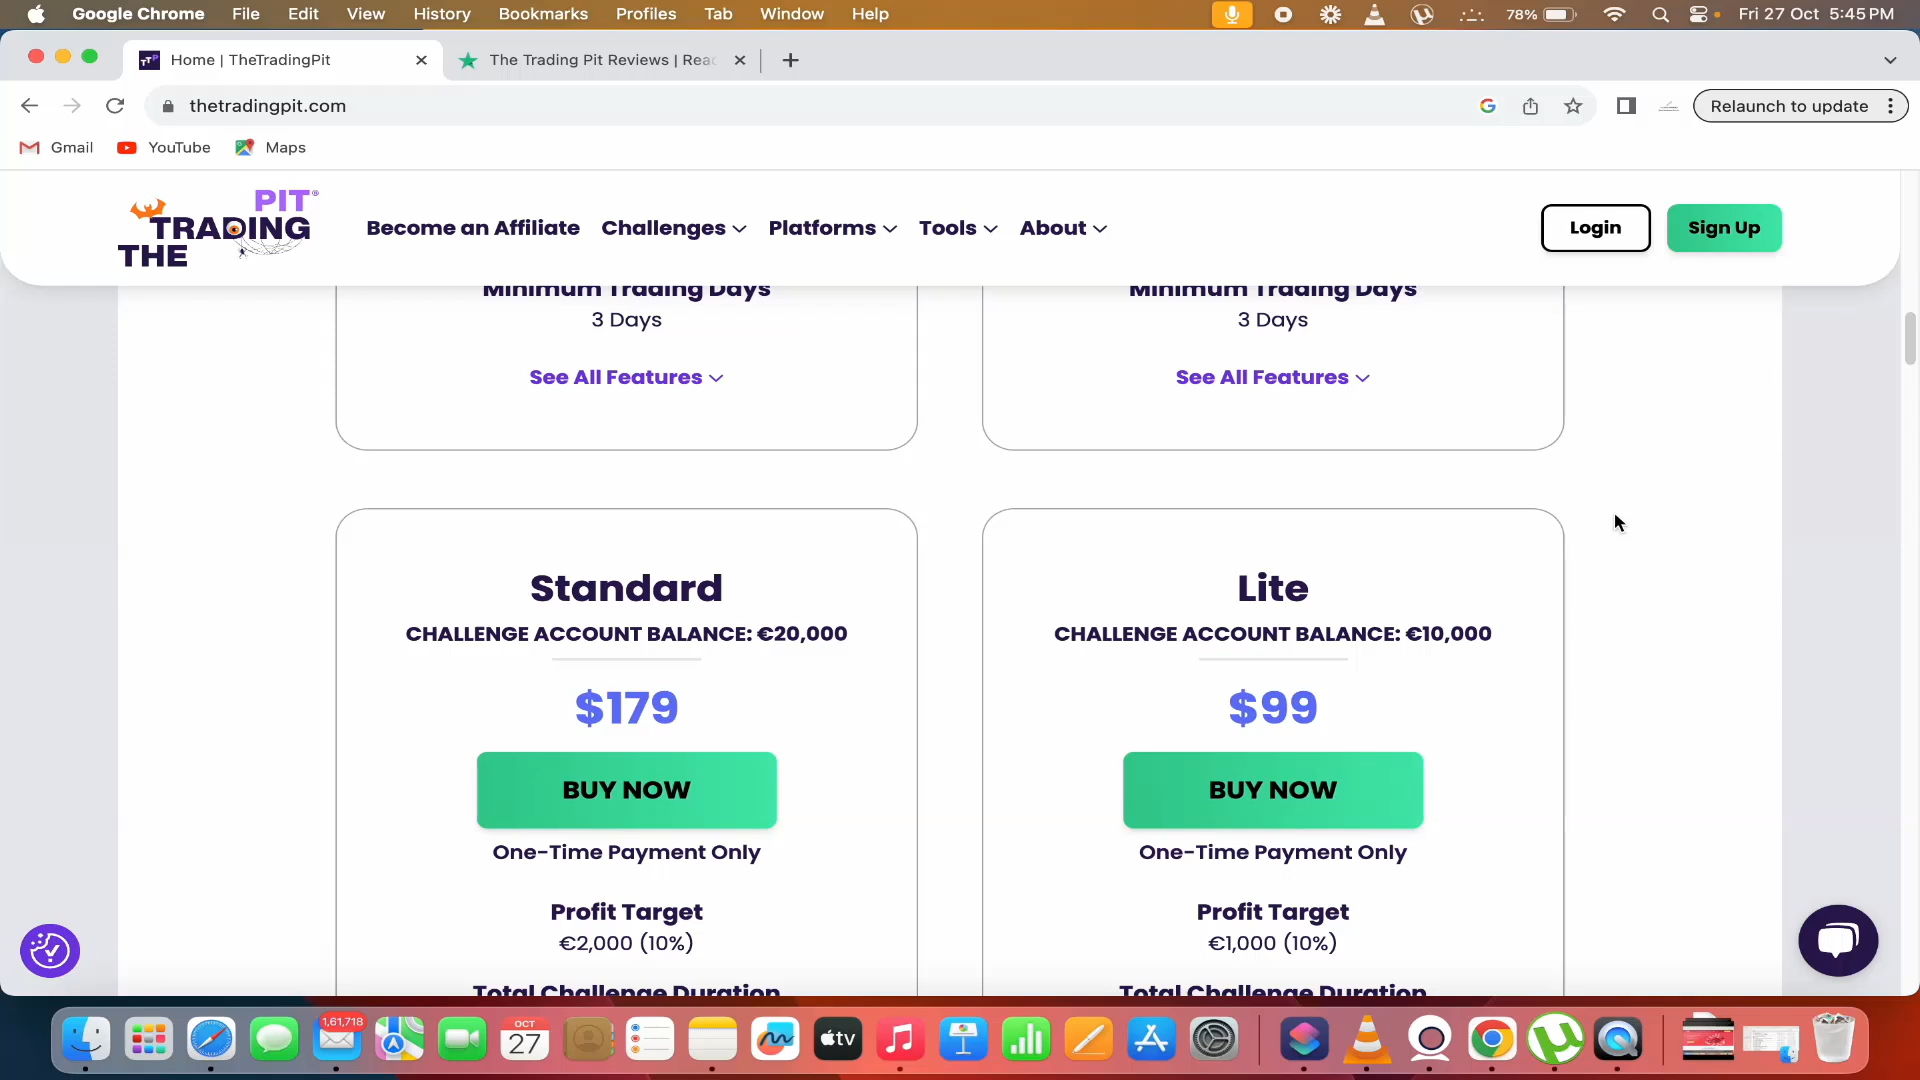 Google Chrome File Edit View History Bookmarks Profiles Tab Window Help 78% Fri 27 Oct 5:45 PM
Home | TheTradingPit
The Trading Pit Reviews | Rea
thetradingpit.com
Relaunch to update
Gmail YouTube Maps
PIT®
TRADING
THE
Become an Affiliate Challenges Platforms Tools About Login Sign Up
Minimum Trading Days Minimum Trading Days
3 Days 3 Days
See All Features See All Features
Standard Lite
CHALLENGE ACCOUNT BALANCE: €20,000 CHALLENGE ACCOUNT BALANCE: €10,000
$179 $99
BUY NOW BUY NOW
One-Time Payment Only One-Time Payment Only
Profit Target Profit Target
€2,000 (10%) €1,000 (10%)
Total Challenge Duration Total Challenge Duration
1,61,718
OCT
27
tv